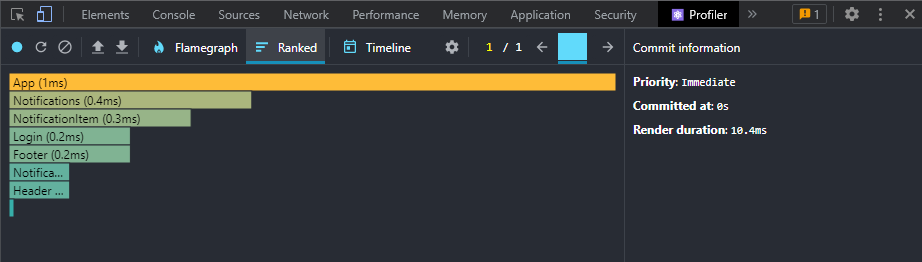 Elements Console Sources Network Performance Memory Application Security Profiler 1
Flamegraph Ranked Timeline 1 / 1 Commit information
App (1ms)
Notifications (0.4ms)
NotificationItem (0.3ms)
Login (0.2ms)
Footer (0.2ms)
Notifica...
Header ...
Priority: Immediate
Committed at: 0s
Render duration: 10.4ms